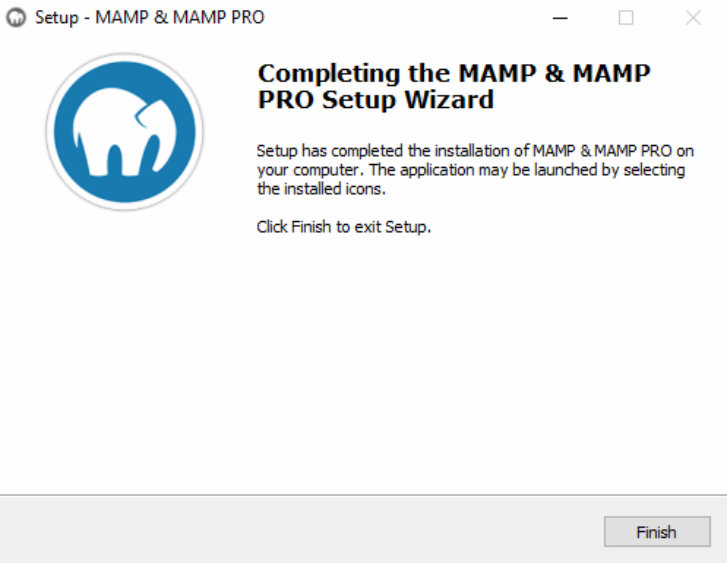 Setup - MAMP & MAMP PRO
Completing the MAMP & MAMP
PRO Setup Wizard
Setup has completed the installation of MAMP & MAMP PRO on
your computer. The application may be launched by selecting
the installed icons.
Click Finish to exit Setup.
Finish